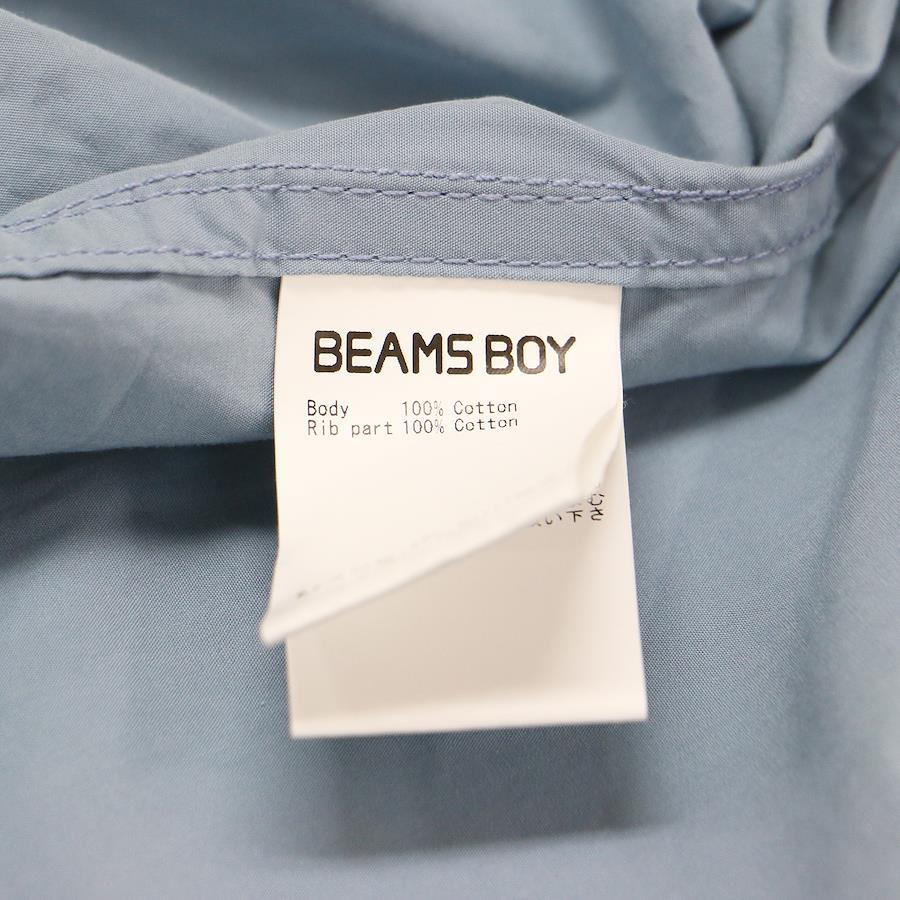 BEAMS BOY
Body 100% Cotton
Rib part 100% Cotton